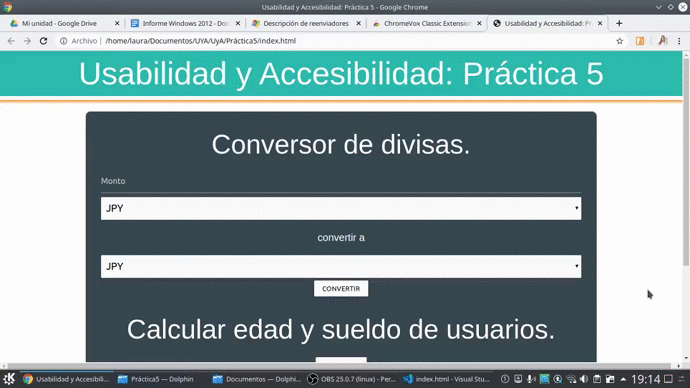 Usabilidad y Accesibilidad: Práctica 5 - Google Chrome
Mi unidad - Google Drive
Informe Windows 2012 - Doc
Descripción de reenviadores
ChromeVox Classic Extension
Usabilidad y Accesibilidad: Pr
Archivo | /home/laura/Documentos/UYA/UyA/Práctica5/index.html
Usabilidad y Accesibilidad: Práctica 5
Conversor de divisas.
Monto
JPY
convertir a
JPY
CONVERTIR
Calcular edad y sueldo de usuarios.
Usabilidad y Accesibili...
Práctica5 — Dolphin
Documentos — Dolphi...
OBS 25.0.7 (linux) - Per...
index.html - Visual Stu...
19:14